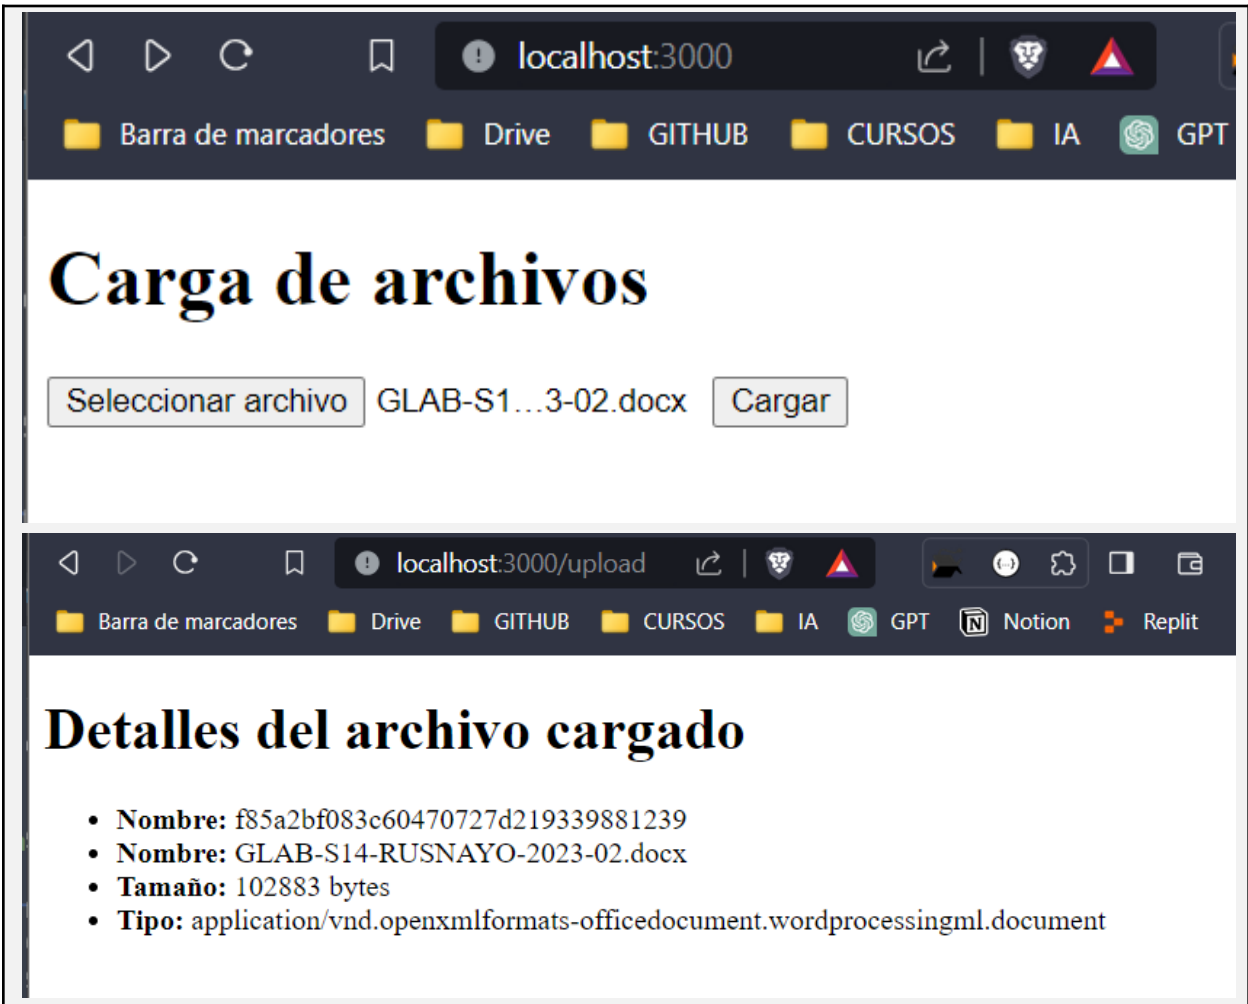 localhost:3000
Barra de marcadores Drive GITHUB CURSOS IA GPT
Carga de archivos
Seleccionar archivo GLAB-S1…3-02.docx Cargar
localhost:3000/upload
Barra de marcadores Drive GITHUB CURSOS IA GPT Notion Replit
Detalles del archivo cargado
• Nombre: f85a2bf083c60470727d219339881239
• Nombre: GLAB-S14-RUSNAYO-2023-02.docx
• Tamaño: 102883 bytes
• Tipo: application/vnd.openxmlformats-officedocument.wordprocessingml.document